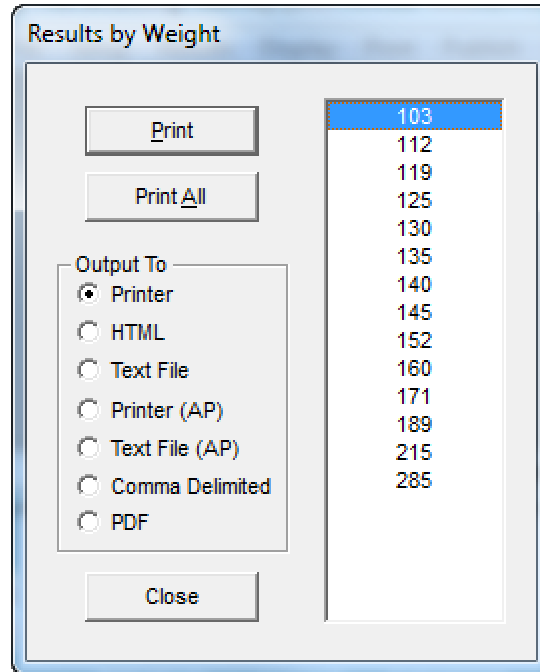 Results by Weight
Print
Print All
Output To
Printer
HTML
Text File
Printer (AP)
Text File (AP)
Comma Delimited
PDF
Close
103
112
119
125
130
135
140
145
152
160
171
189
215
285